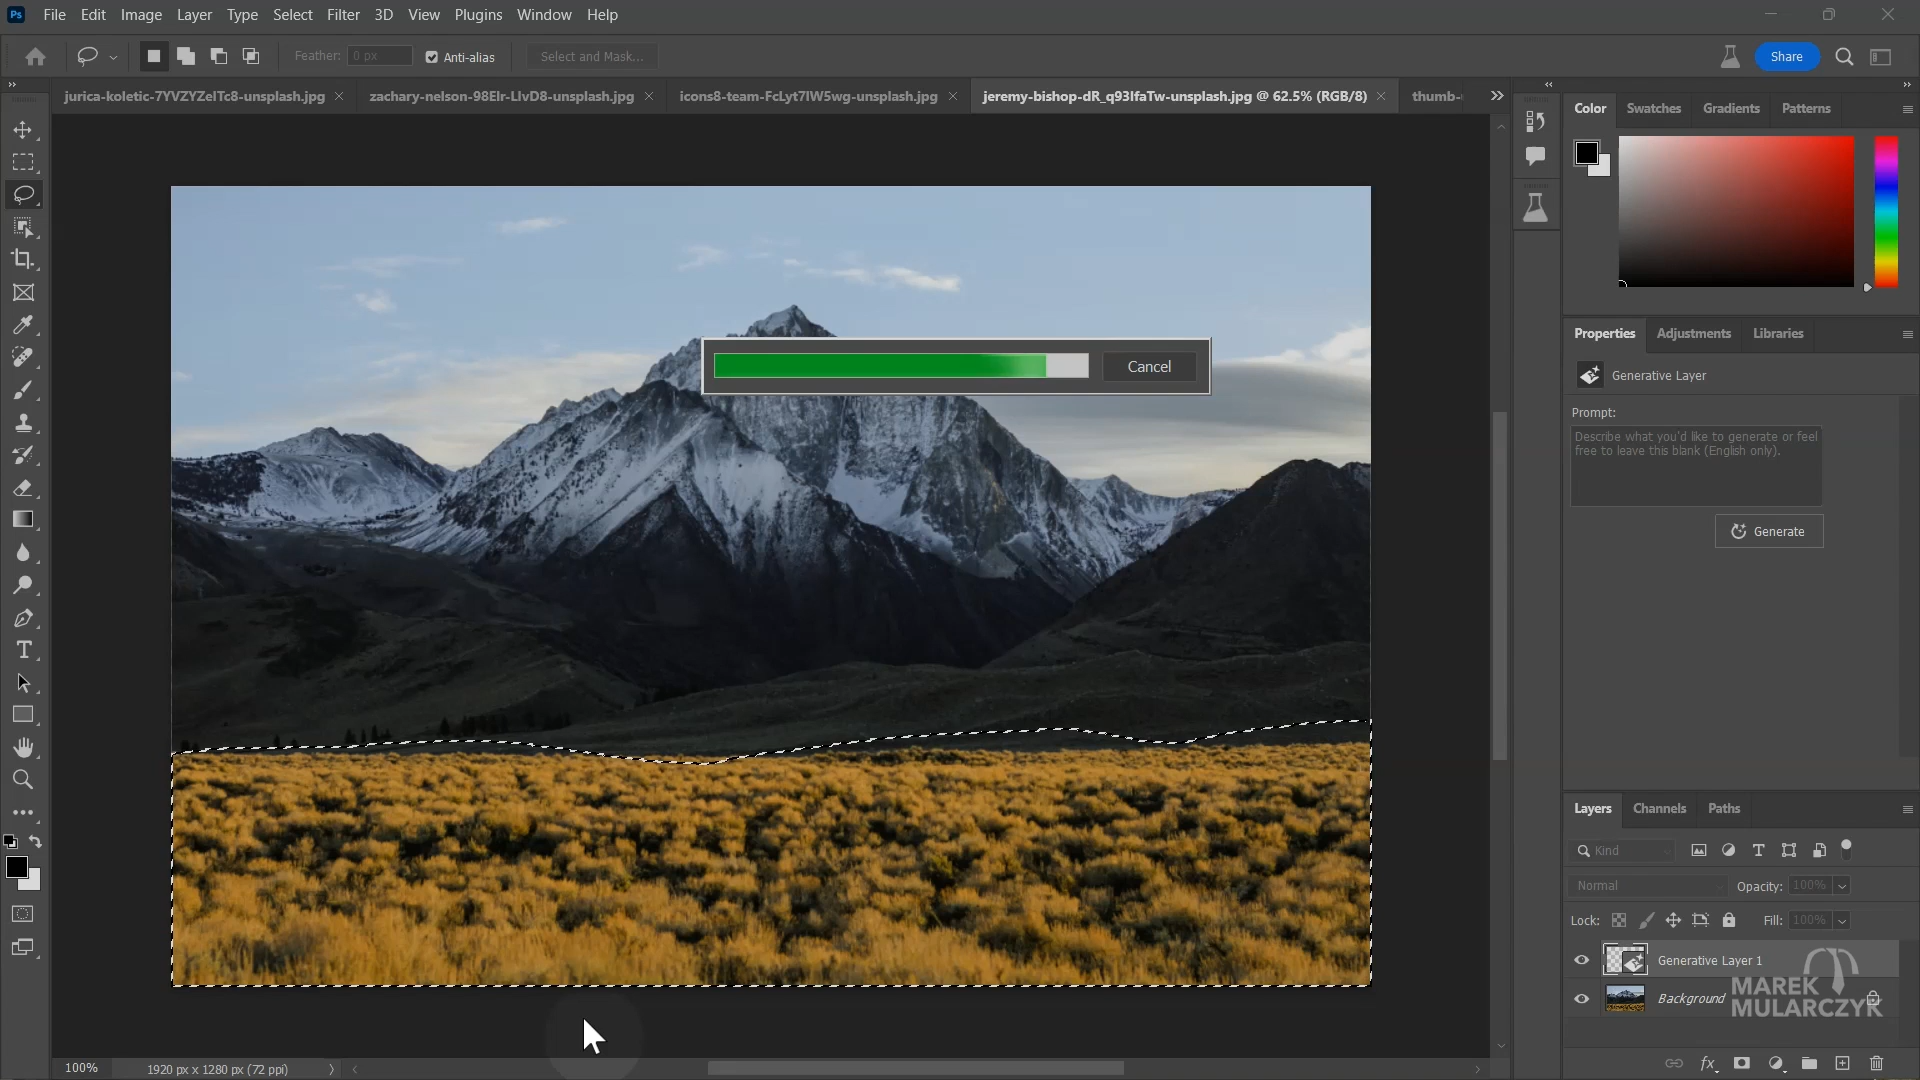 Ps File Edit Image Layer Type Select Filter 3D View Plugins Window Help
Feather: 0 px Anti-alias Select and Mask... Share
jurica-koletic-7YVZYZeITc8-unsplash.jpg × zachary-nelson-98Elr-LIvD8-unsplash.jpg × icons8-team-FcLyt7lW5wg-unsplash.jpg × jeremy-bishop-dR_q93lfaTw-unsplash.jpg @ 62.5% (RGB/8) × thumb-
Color Swatches Gradients Patterns
Cancel
Properties Adjustments Libraries
Generative Layer
Prompt:
Describe what you'd like to generate or feel
free to leave this blank (English only).
Generate
Layers Channels Paths
Kind
Normal Opacity: 100%
Lock: Fill: 100%
Generative Layer 1
Background
MAREK
MULARCZYK
100% 1920 px x 1280 px (72 ppi)
fx